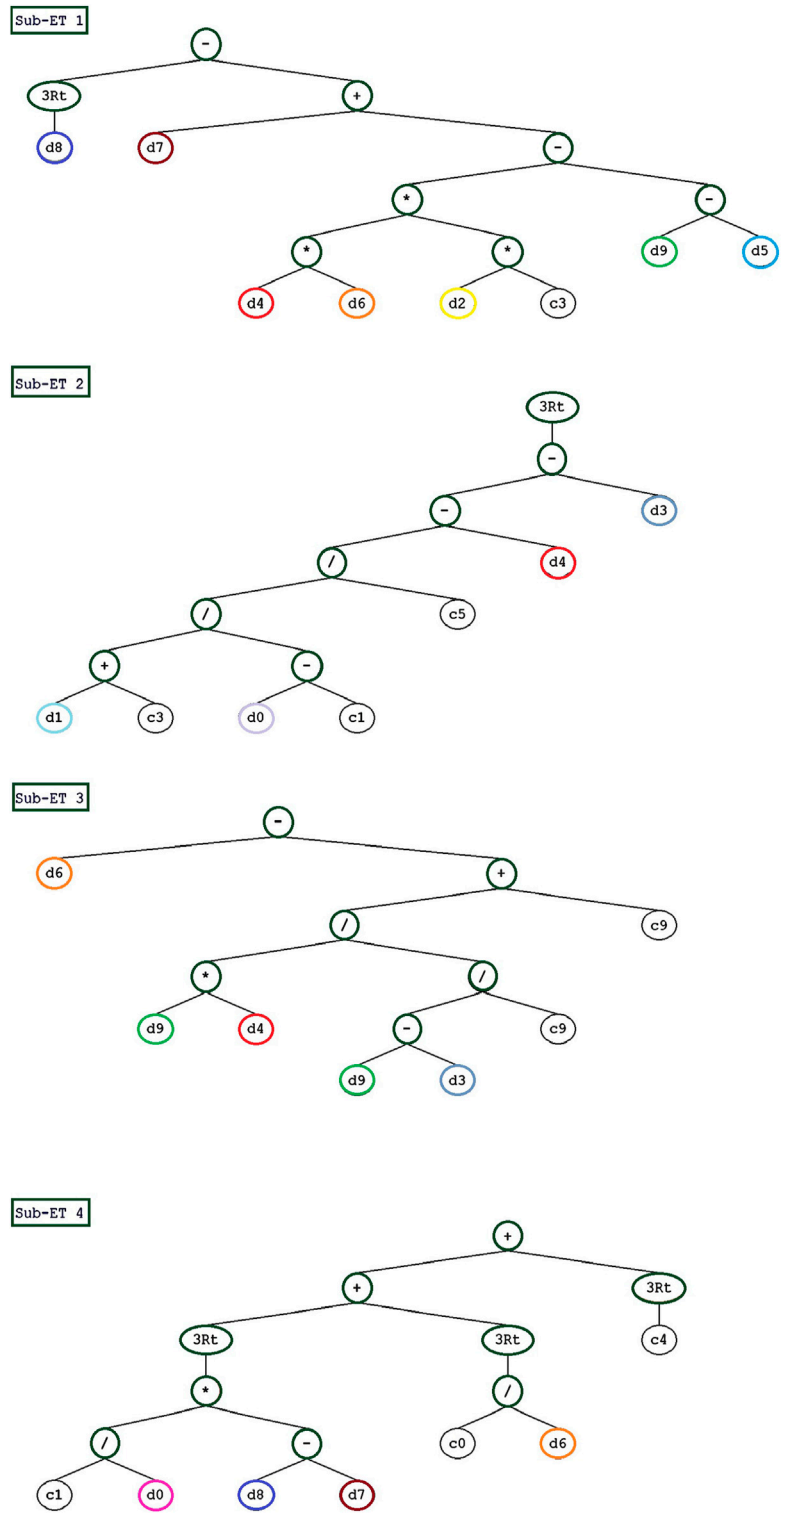 Sub-ET 1
-
3Rt +
d8 d7 -
* -
* * d9 d5
d4 d6 d2 c3
Sub-ET 2
3Rt
-
- d3
/ d4
/ c5
+ -
d1 c3 d0 c1
Sub-ET 3
-
d6 +
/ c9
* /
d9 d4 - c9
d9 d3
Sub-ET 4
+
+ 3Rt
3Rt 3Rt c4
* /
/ - c0 d6
c1 d0 d8 d7